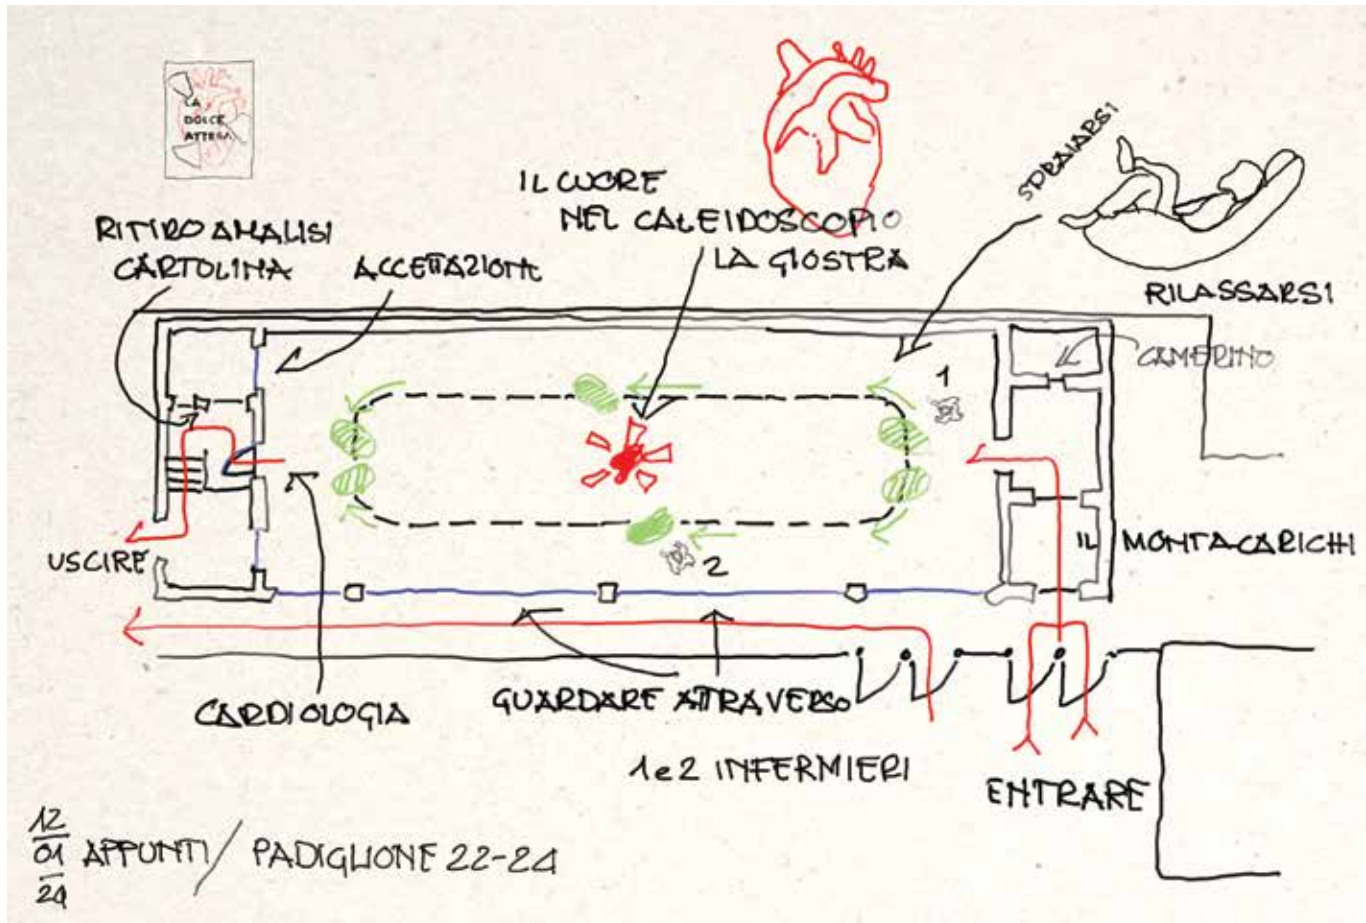 LA
DOLCE
ATTESA
IL CUORE
NEL CALEIDOSCOPIO
LA GIOSTRA
SDRAIARSI
RILASSARSI
RITIRO ANALISI
CARTOLINA
ACCETTAZIONE
CAMERINO
1
2
USCIRE
IL MONTACARICHI
CARDIOLOGIA
GUARDARE ATTRAVERSO
1 e 2 INFERMIERI
ENTRARE
12
01
24
APPUNTI / PADIGLIONE 22-24